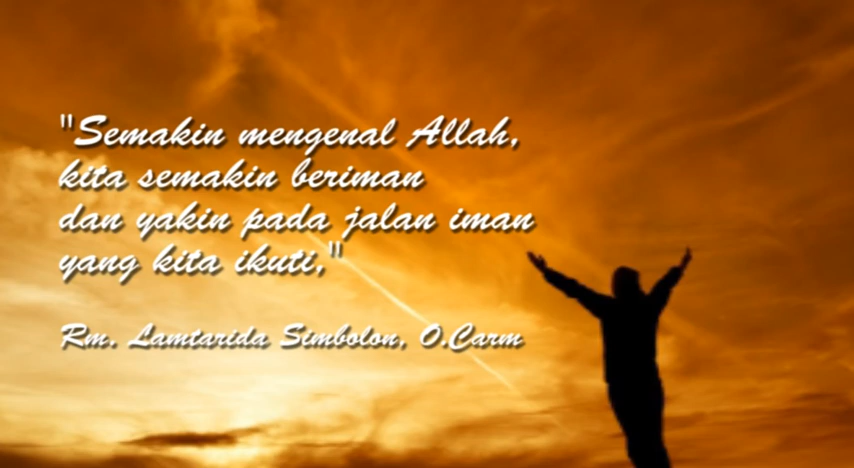 "Semakin mengenal Allah,
kita semakin beriman
dan yakin pada jalan iman
yang kita ikuti,"
Rm. Lamtarida Simbolon, O.Carm